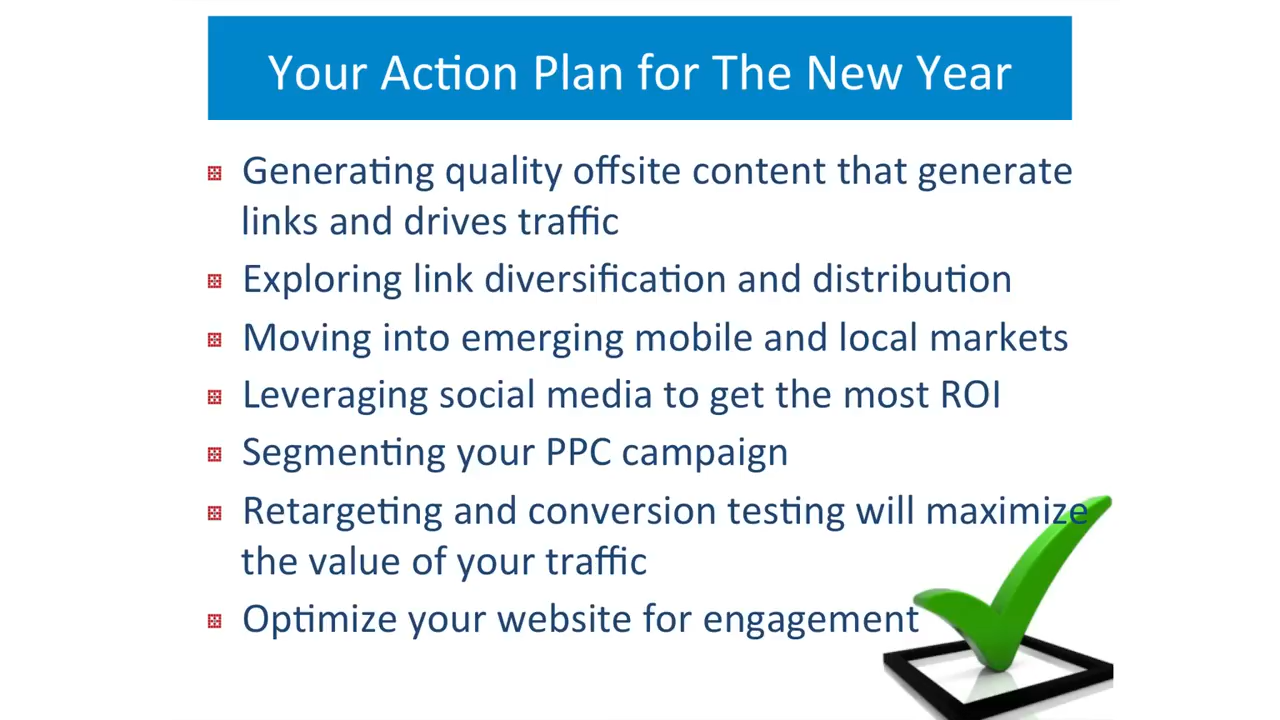 Your Action Plan for The New Year
Generating quality offsite content that generate
links and drives traffic
Exploring link diversification and distribution
Moving into emerging mobile and local markets
Leveraging social media to get the most ROI
Segmenting your PPC campaign
Retargeting and conversion testing will maximize
the value of your traffic
Optimize your website for engagement